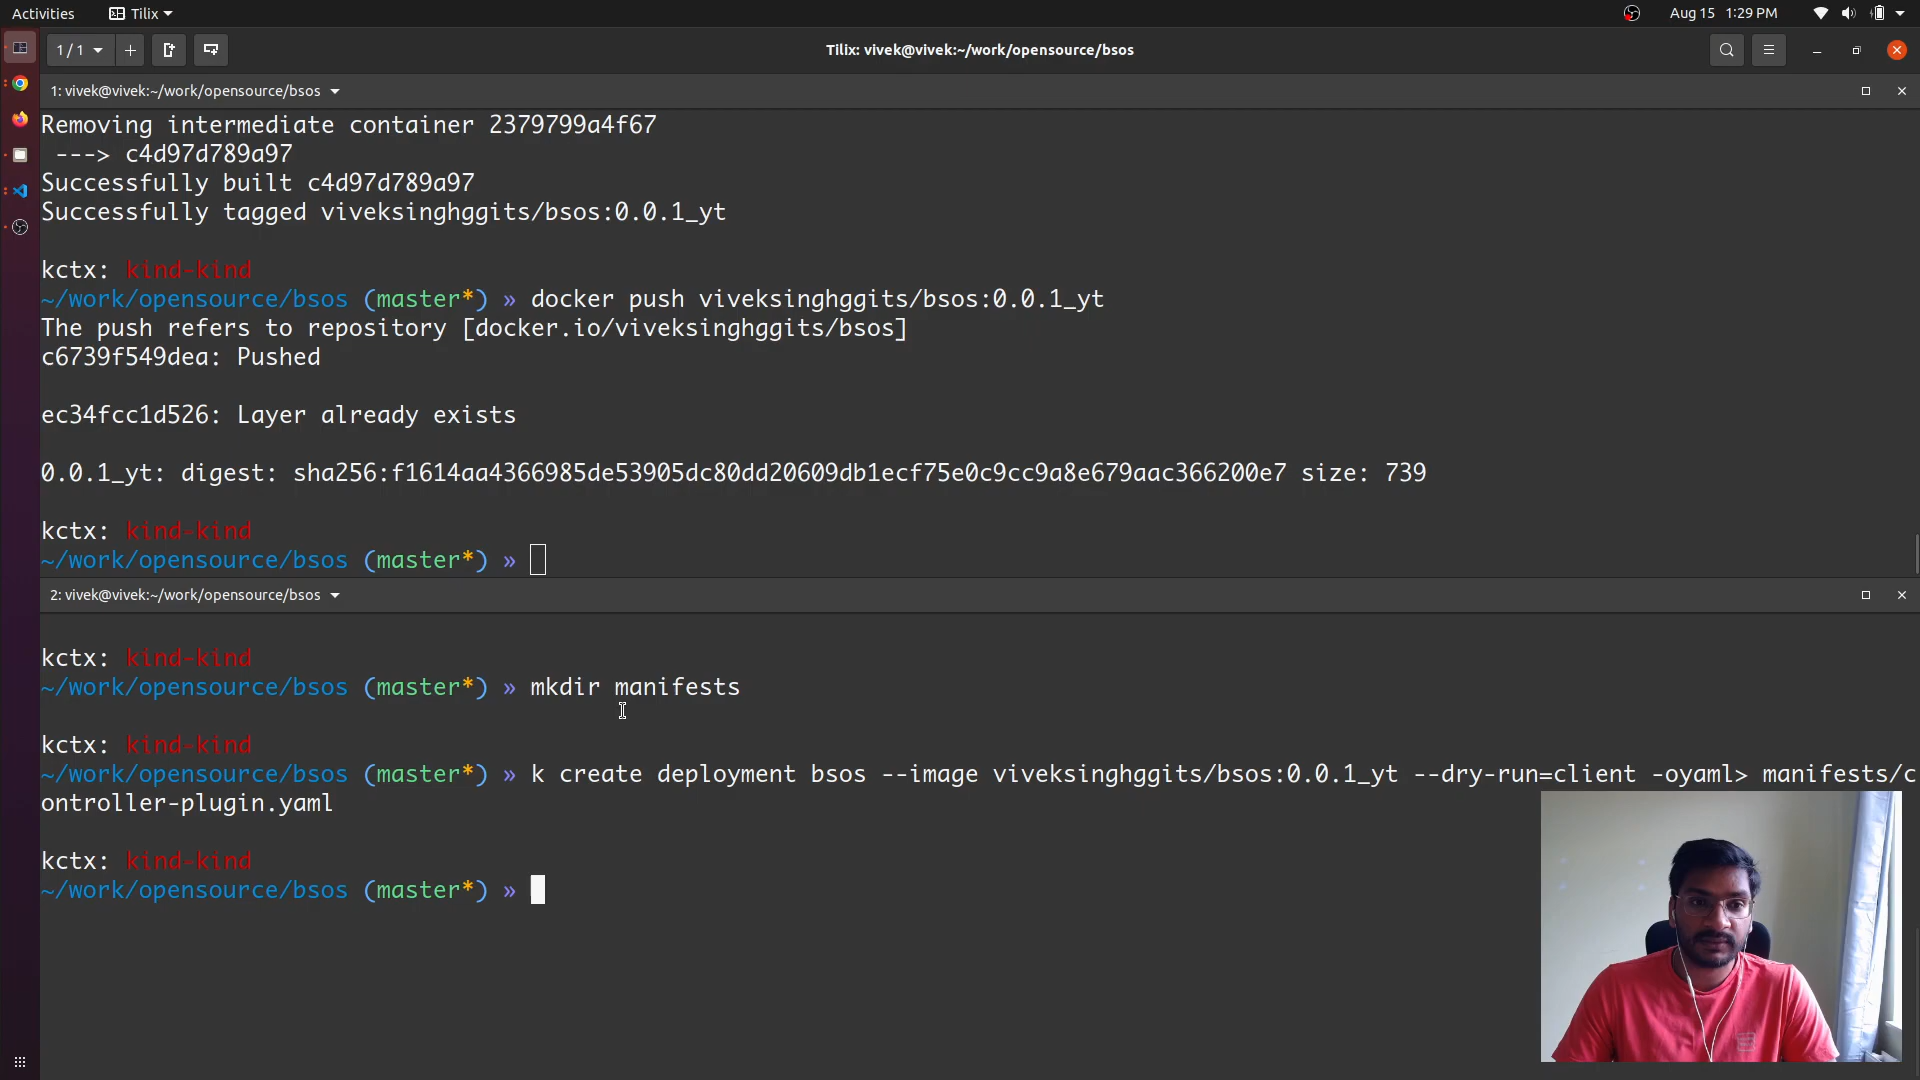 Activities
Tilix
Aug 15 1:29 PM
1 / 1
Tilix: vivek@vivek:~/work/opensource/bsos
1: vivek@vivek:~/work/opensource/bsos
Removing intermediate container 2379799a4f67
---> c4d97d789a97
Successfully built c4d97d789a97
Successfully tagged viveksinghggits/bsos:0.0.1_yt
kctx: kind-kind
~/work/opensource/bsos (master*) » docker push viveksinghggits/bsos:0.0.1_yt
The push refers to repository [docker.io/viveksinghggits/bsos]
c6739f549dea: Pushed
ec34fcc1d526: Layer already exists
0.0.1_yt: digest: sha256:f1614aa4366985de53905dc80dd20609db1ecf75e0c9cc9a8e679aac366200e7 size: 739
kctx: kind-kind
~/work/opensource/bsos (master*) »
2: vivek@vivek:~/work/opensource/bsos
kctx: kind-kind
~/work/opensource/bsos (master*) » mkdir manifests
kctx: kind-kind
~/work/opensource/bsos (master*) » k create deployment bsos --image viveksinghggits/bsos:0.0.1_yt --dry-run=client -oyaml> manifests/c
ontroller-plugin.yaml
kctx: kind-kind
~/work/opensource/bsos (master*) »